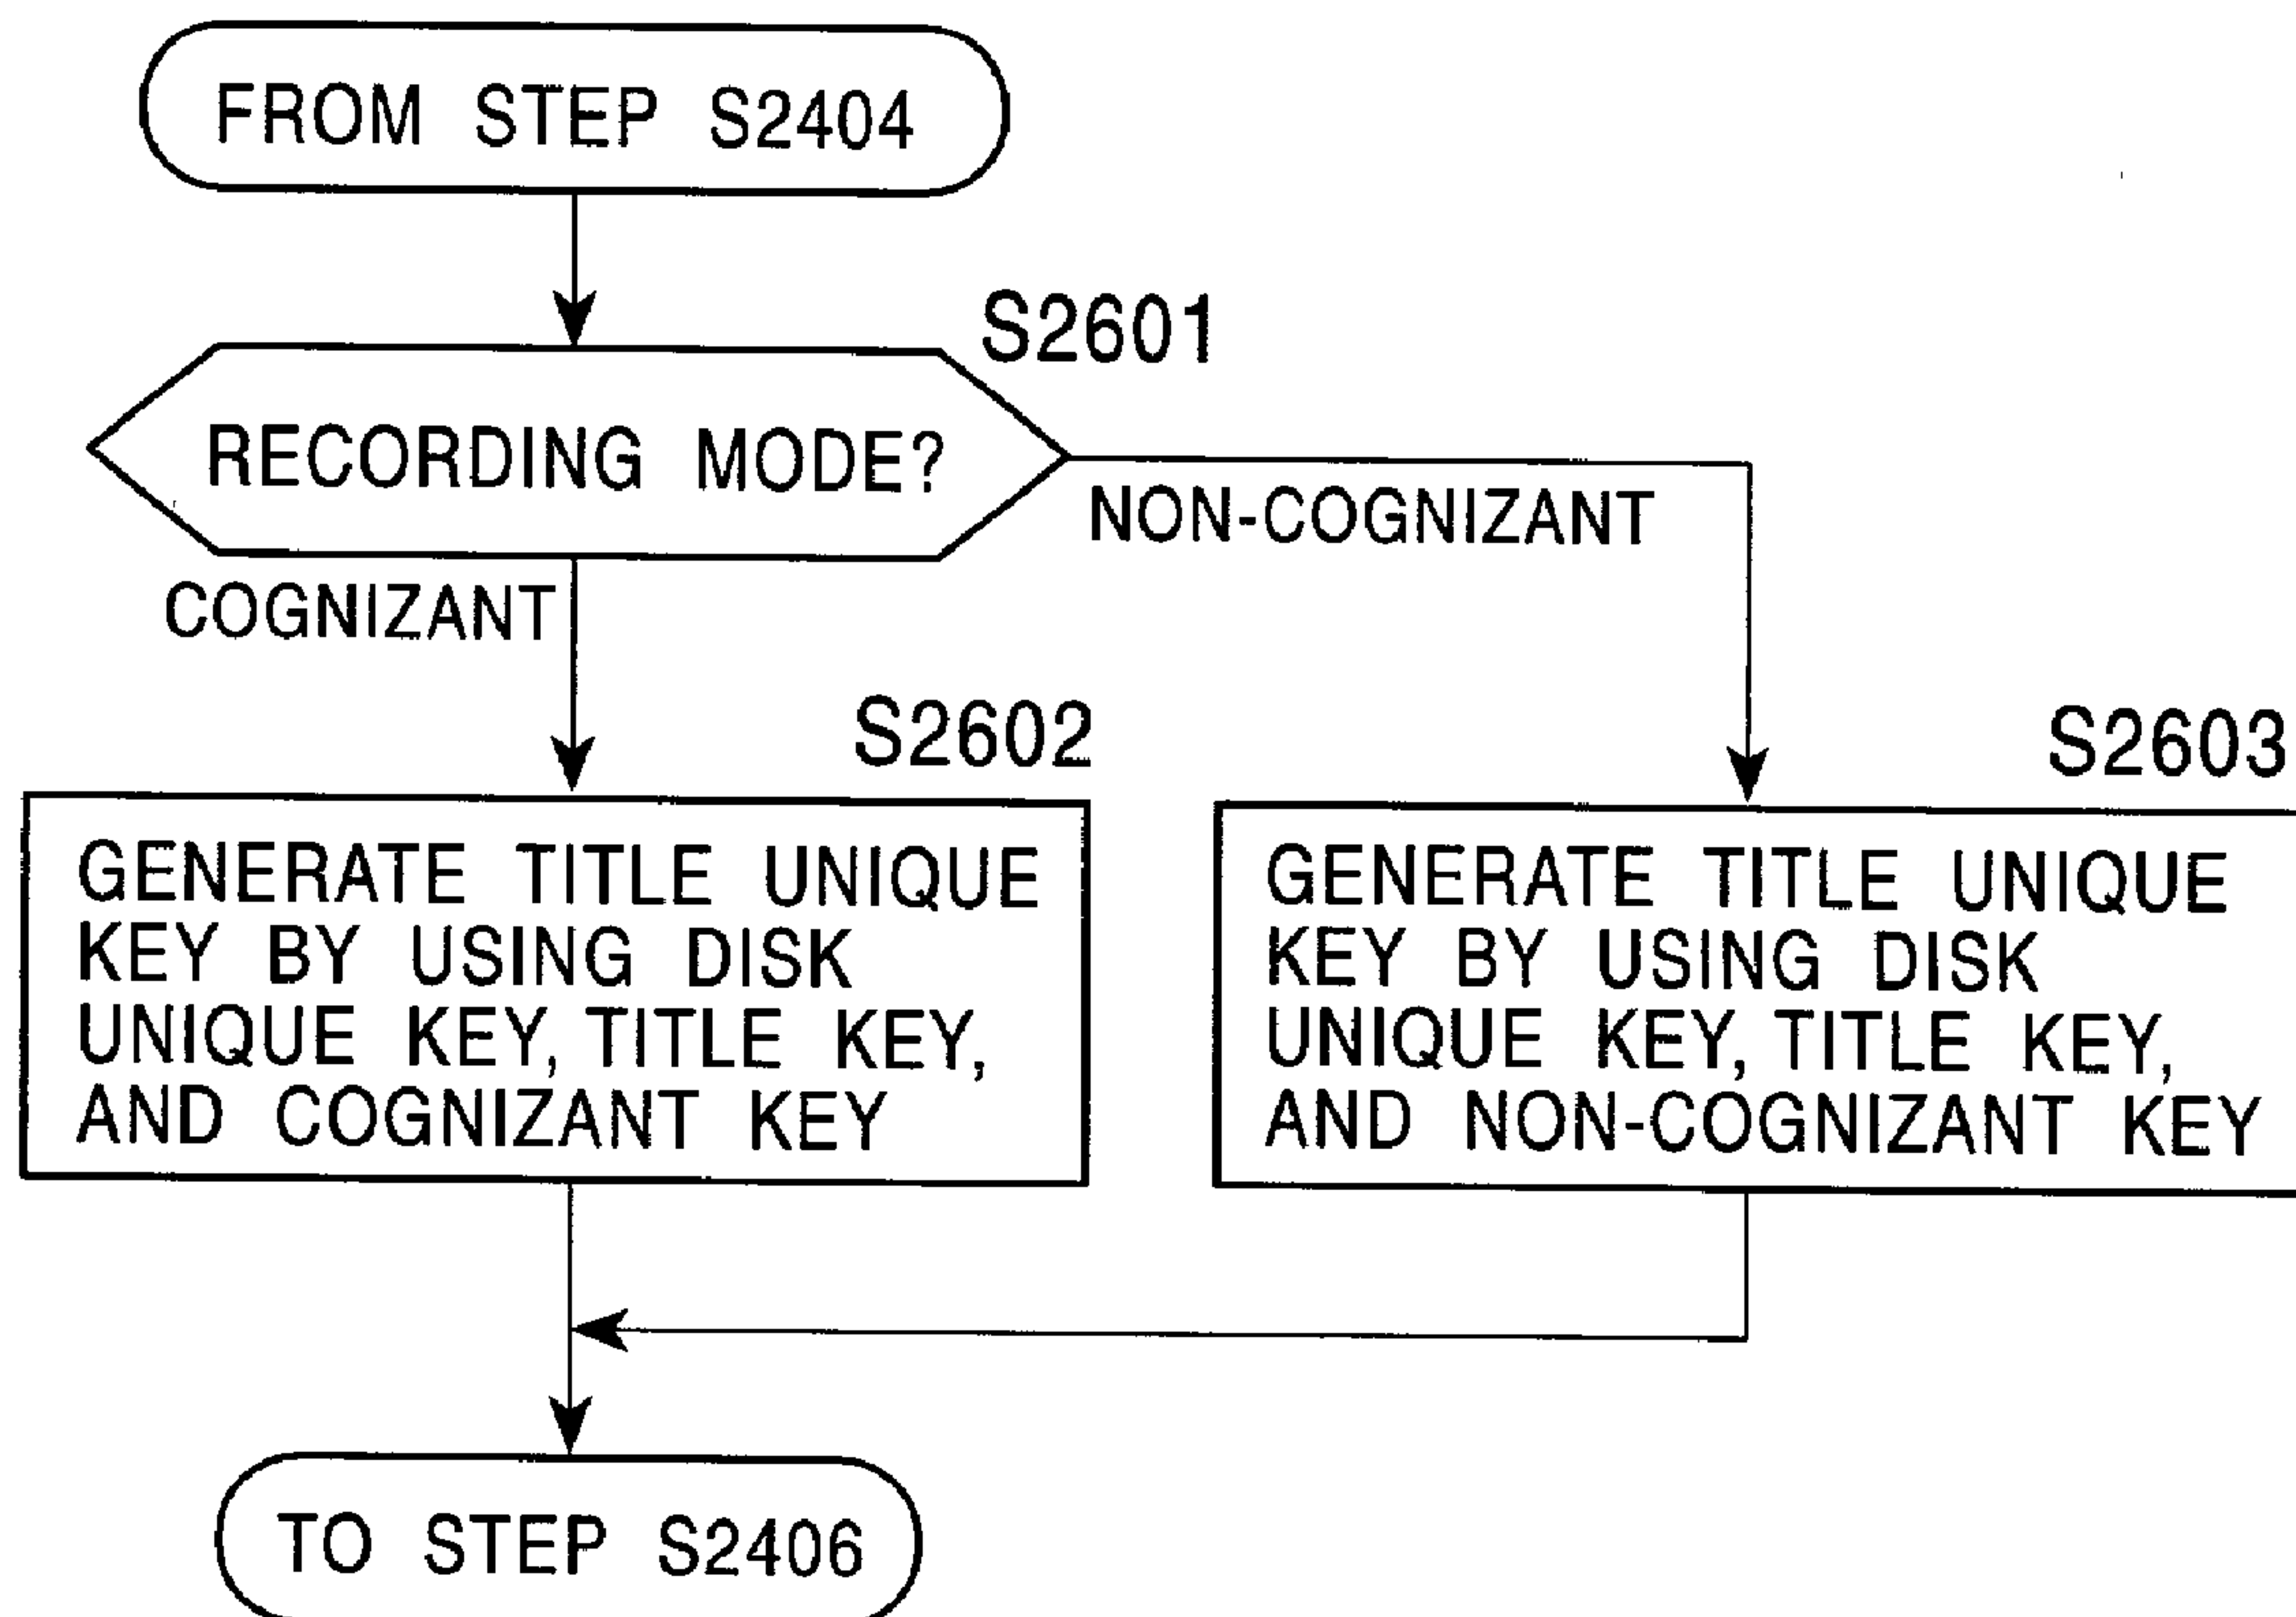 FROM STEP S2404
S2601
RECORDING MODE?
NON-COGNIZANT
COGNIZANT
S2602
GENERATE TITLE UNIQUE
KEY BY USING DISK
UNIQUE KEY, TITLE KEY,
AND COGNIZANT KEY
S2603
GENERATE TITLE UNIQUE
KEY BY USING DISK
UNIQUE KEY, TITLE KEY,
AND NON-COGNIZANT KEY
TO STEP S2406